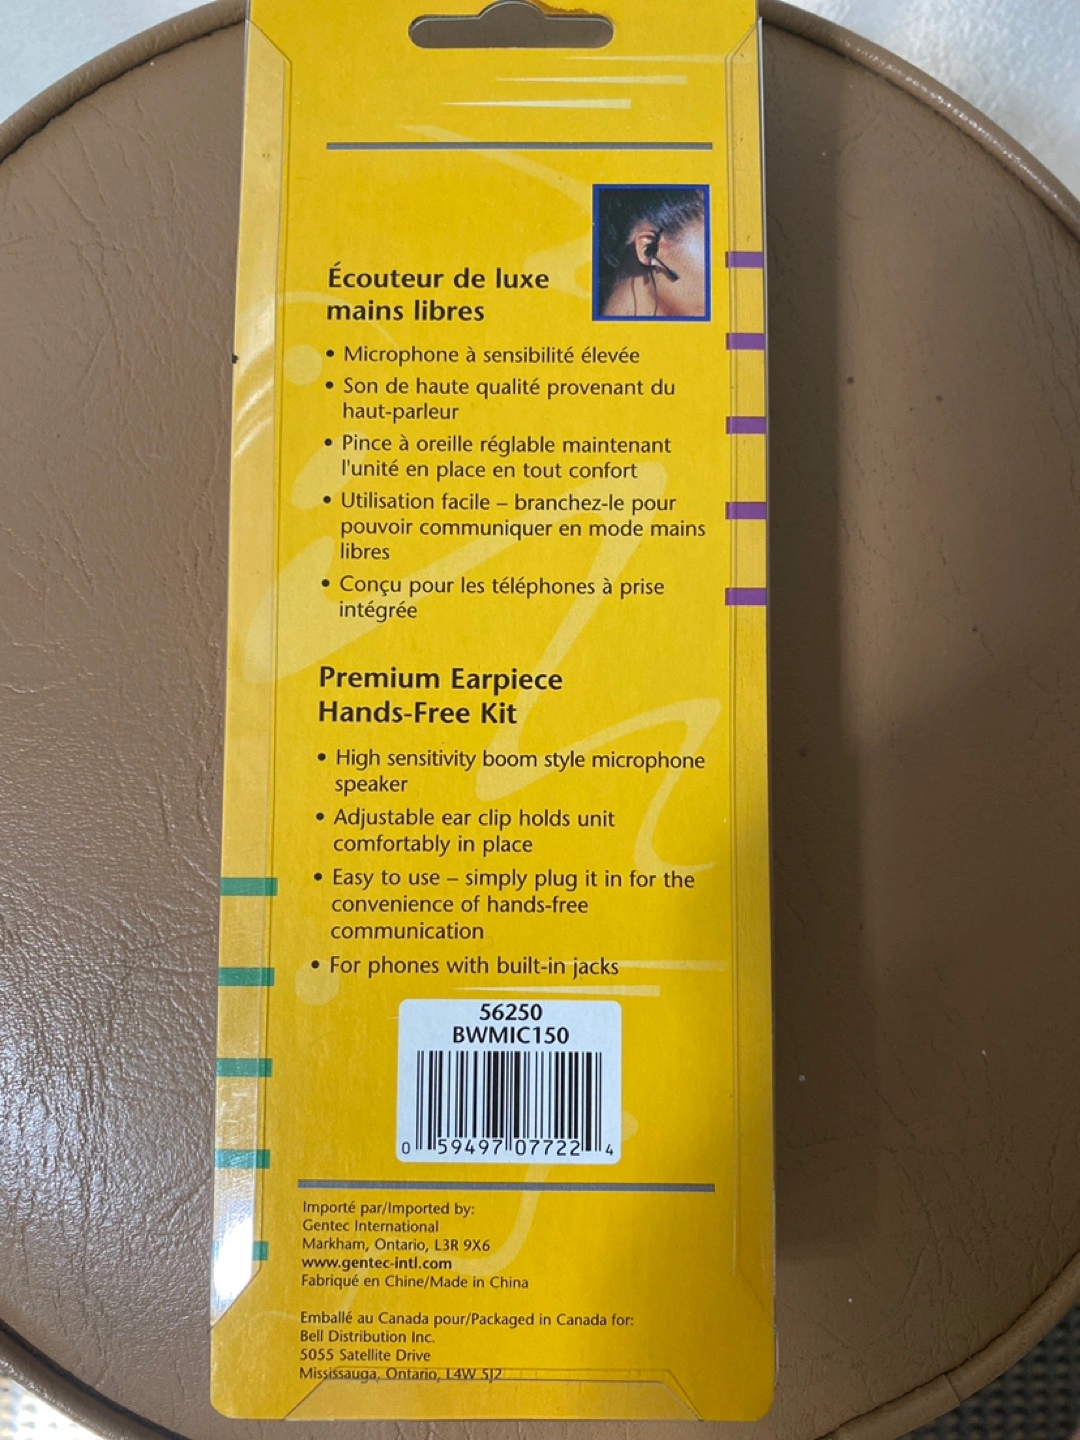 Écouteur de luxe
mains libres
• Microphone à sensibilité élevée
• Son de haute qualité provenant du
haut-parleur
• Pince à oreille réglable maintenant
l'unité en place en tout confort
• Utilisation facile – branchez-le pour
pouvoir communiquer en mode mains
libres
• Conçu pour les téléphones à prise
intégrée
Premium Earpiece
Hands-Free Kit
• High sensitivity boom style microphone
speaker
• Adjustable ear clip holds unit
comfortably in place
• Easy to use – simply plug it in for the
convenience of hands-free
communication
• For phones with built-in jacks
56250
BWMIC150
0 59497 07722 4
Importé par/Imported by:
Gentec International
Markham, Ontario, L3R 9X6
www.gentec-intl.com
Fabriqué en Chine/Made in China
Emballé au Canada pour/Packaged in Canada for:
Bell Distribution Inc.
5055 Satellite Drive
Mississauga, Ontario, L4W 5J2